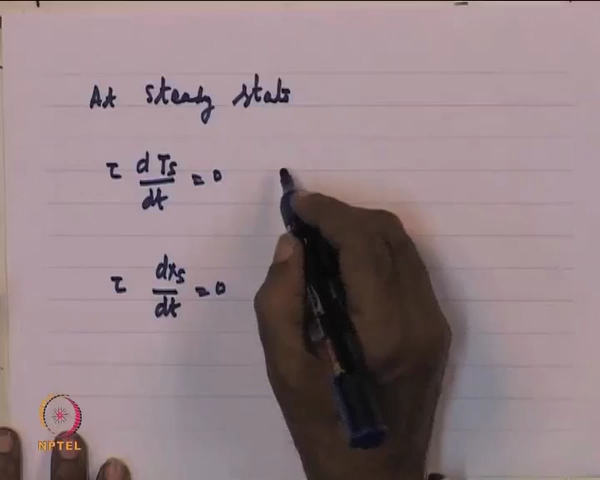 At steady state
τ dTs/dt = 0
τ dxs/dt = 0
NPTEL